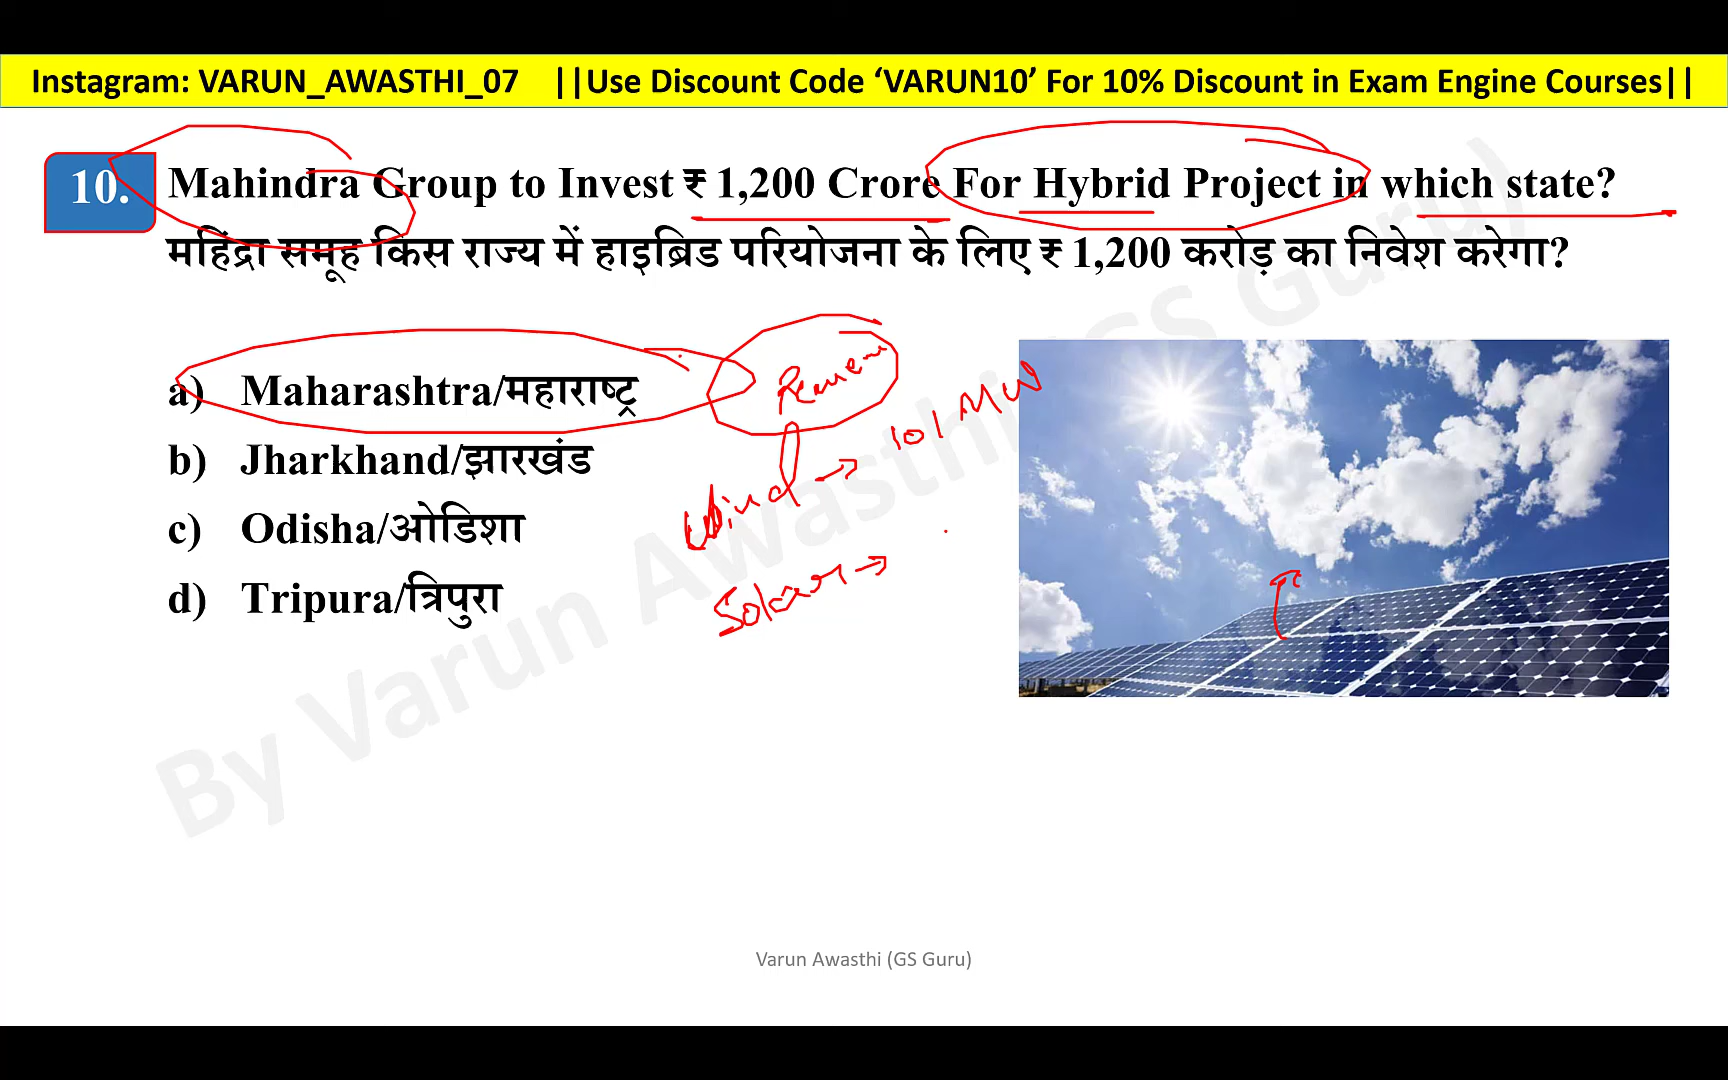 Instagram: VARUN_AWASTHI_07 ||Use Discount Code ‘VARUN10’ For 10% Discount in Exam Engine Courses||
10. Mahindra Group to Invest ₹ 1,200 Crore For Hybrid Project in which state?
महिंद्रा समूह किस राज्य में हाइब्रिड परियोजना के लिए ₹ 1,200 करोड़ का निवेश करेगा?
a) Maharashtra/महाराष्ट्र
b) Jharkhand/झारखंड
c) Odisha/ओडिशा
d) Tripura/त्रिपुरा
Wind → 101 MW
Solar →
By Varun Awasthi (GS Guru)
Varun Awasthi (GS Guru)